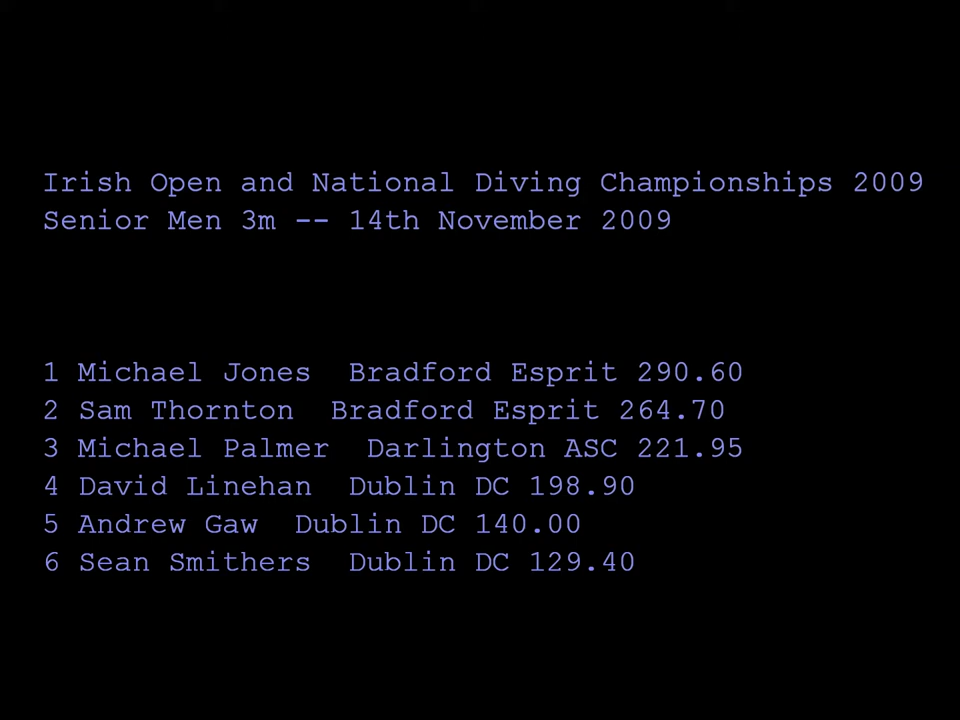 Irish Open and National Diving Championships 2009
Senior Men 3m -- 14th November 2009
1 Michael Jones  Bradford Esprit 290.60
2 Sam Thornton  Bradford Esprit 264.70
3 Michael Palmer  Darlington ASC 221.95
4 David Linehan  Dublin DC 198.90
5 Andrew Gaw  Dublin DC 140.00
6 Sean Smithers  Dublin DC 129.40